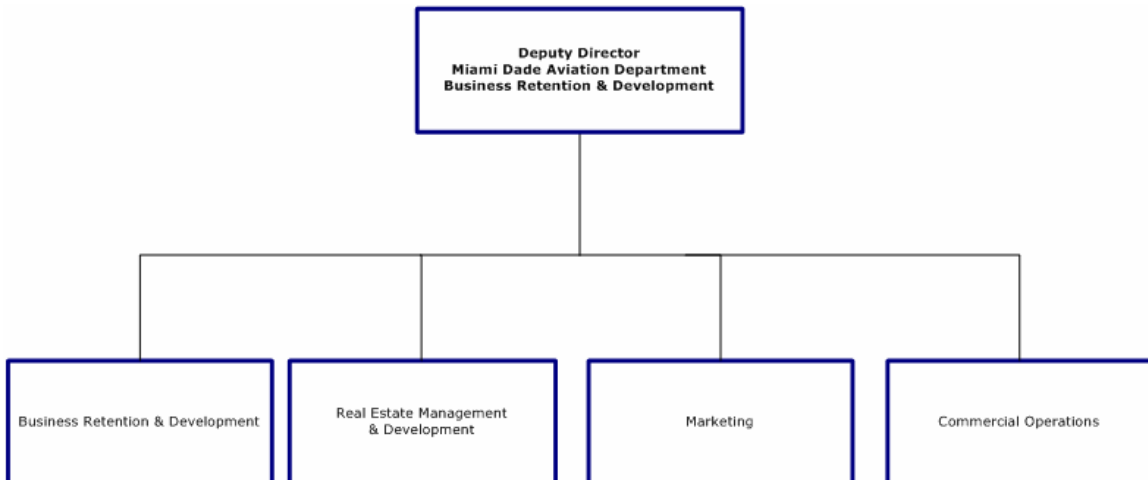 Deputy Director
Miami Dade Aviation Department
Business Retention & Development
Business Retention & Development
Real Estate Management
& Development
Marketing
Commercial Operations